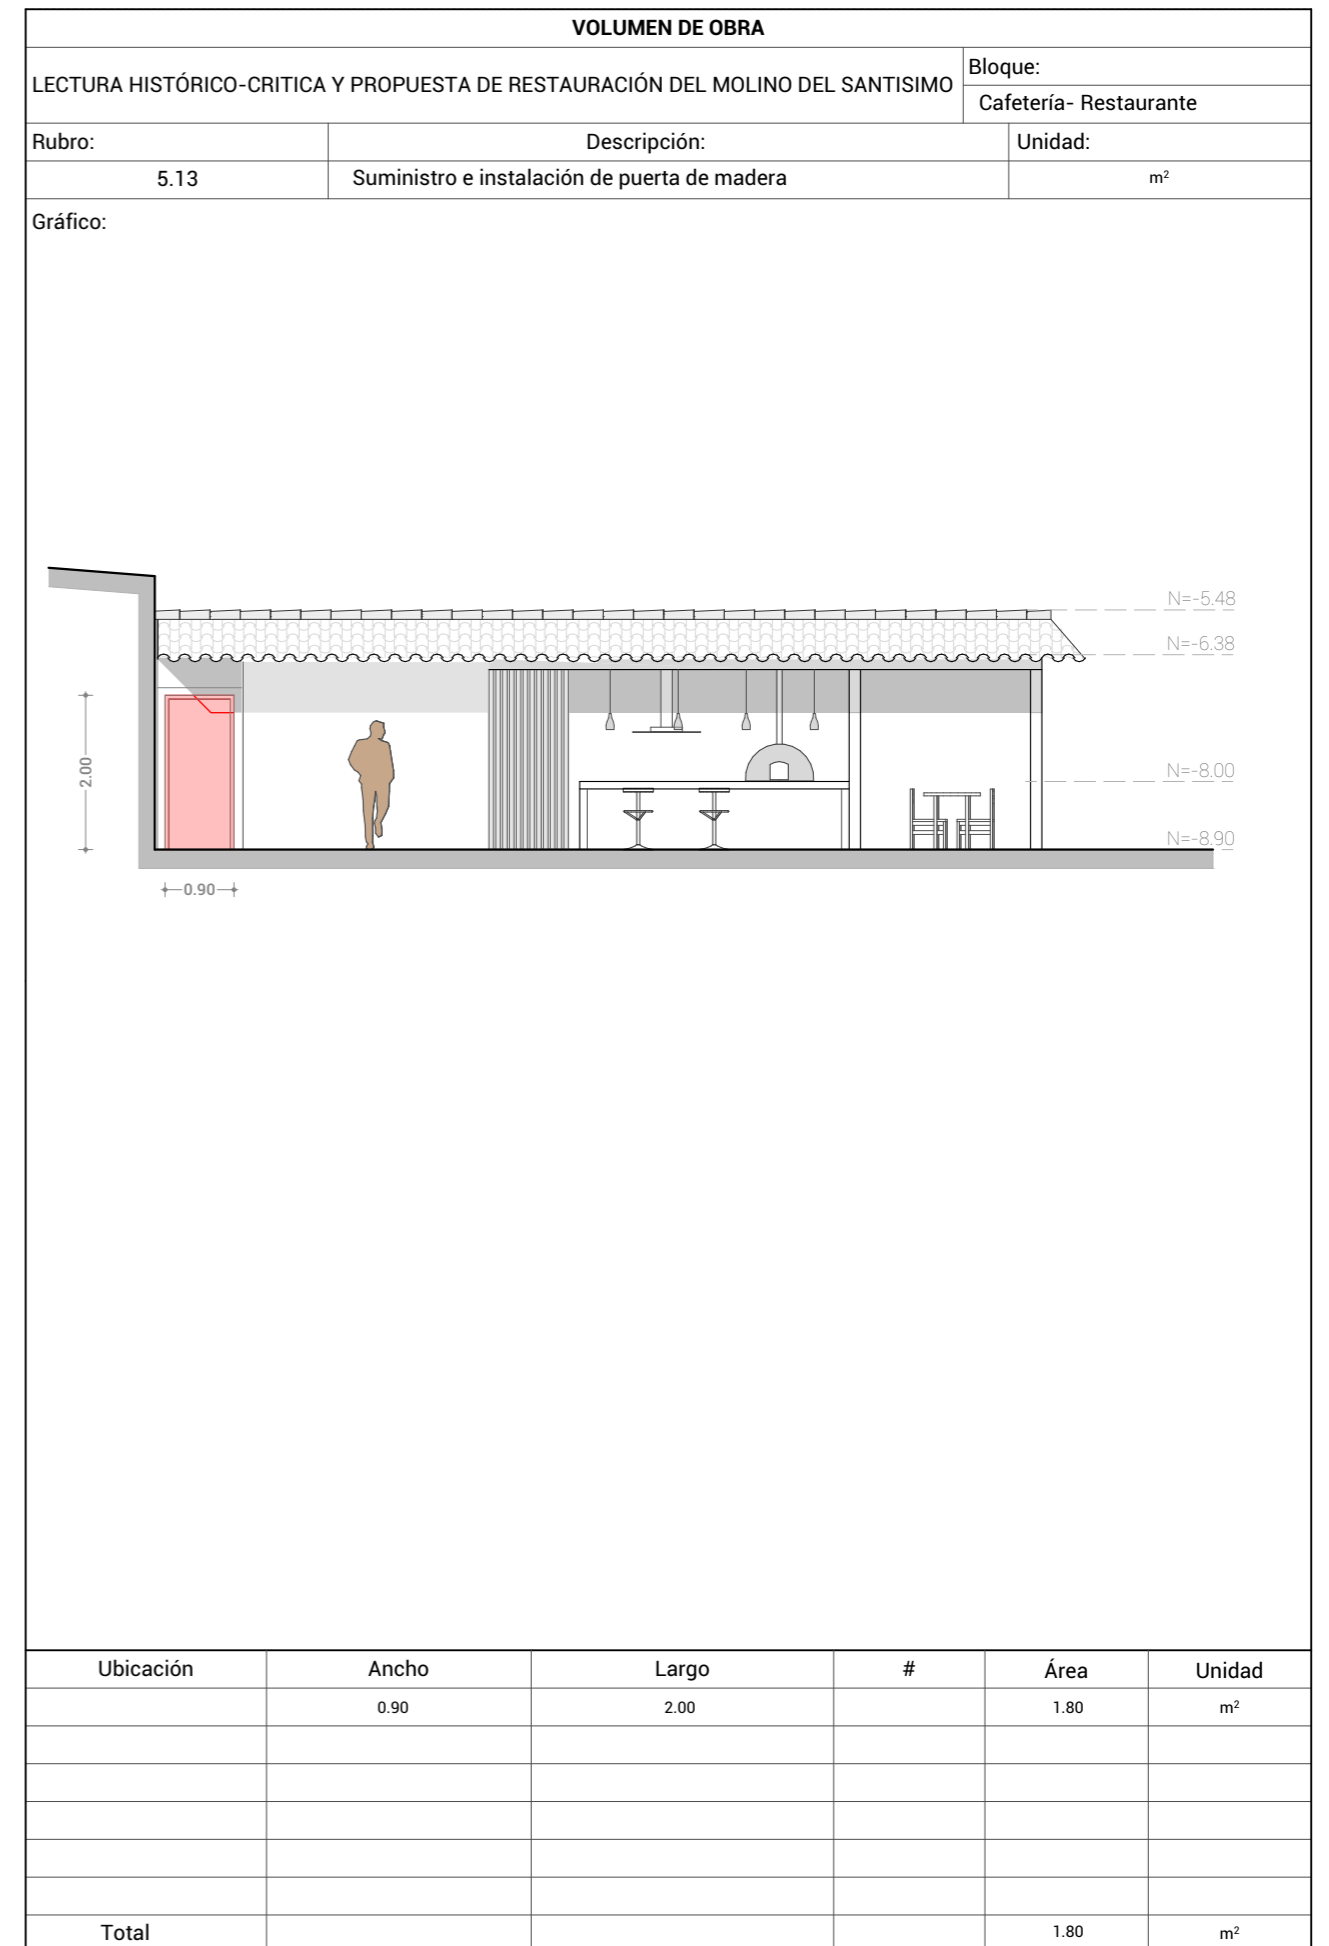 VOLUMEN DE OBRA
LECTURA HISTÓRICO-CRITICA Y PROPUESTA DE RESTAURACIÓN DEL MOLINO DEL SANTISIMO
Bloque:
Cafetería- Restaurante
Rubro:
Descripción:
Unidad:
5.13
Suministro e instalación de puerta de madera
m²
Gráfico:
N=-5.48
N=-6.38
2.00
N=-8.00
N=-8.90
0.90
Ubicación Ancho Largo # Área Unidad
0.90 2.00 1.80 m²
Total 1.80 m²